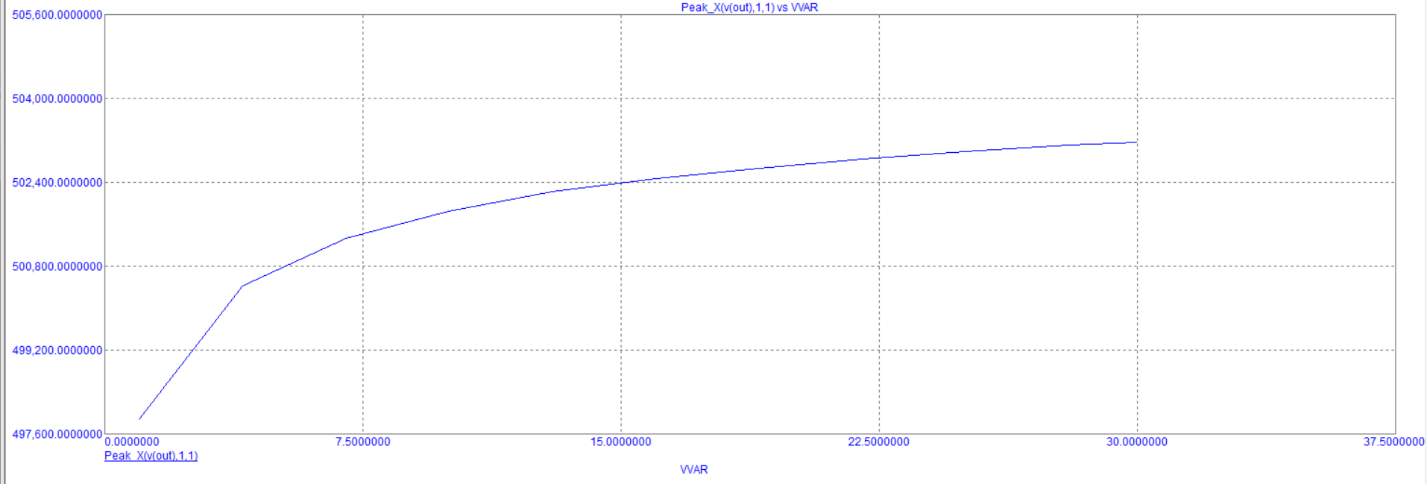 Peak_X(v(out),1,1) vs VVAR
505,600.0000000
504,000.0000000
502,400.0000000
500,800.0000000
499,200.0000000
497,600.0000000
0.0000000 7.5000000 15.0000000 22.5000000 30.0000000 37.5000000
Peak_X(v(out),1,1)
VVAR